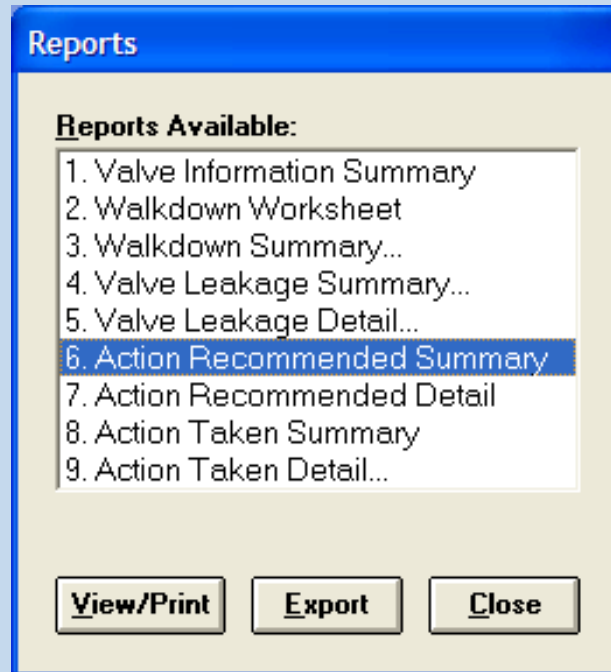 Reports
Reports Available:
1. Valve Information Summary
2. Walkdown Worksheet
3. Walkdown Summary...
4. Valve Leakage Summary...
5. Valve Leakage Detail...
6. Action Recommended Summary
7. Action Recommended Detail
8. Action Taken Summary
9. Action Taken Detail...
View/Print Export Close